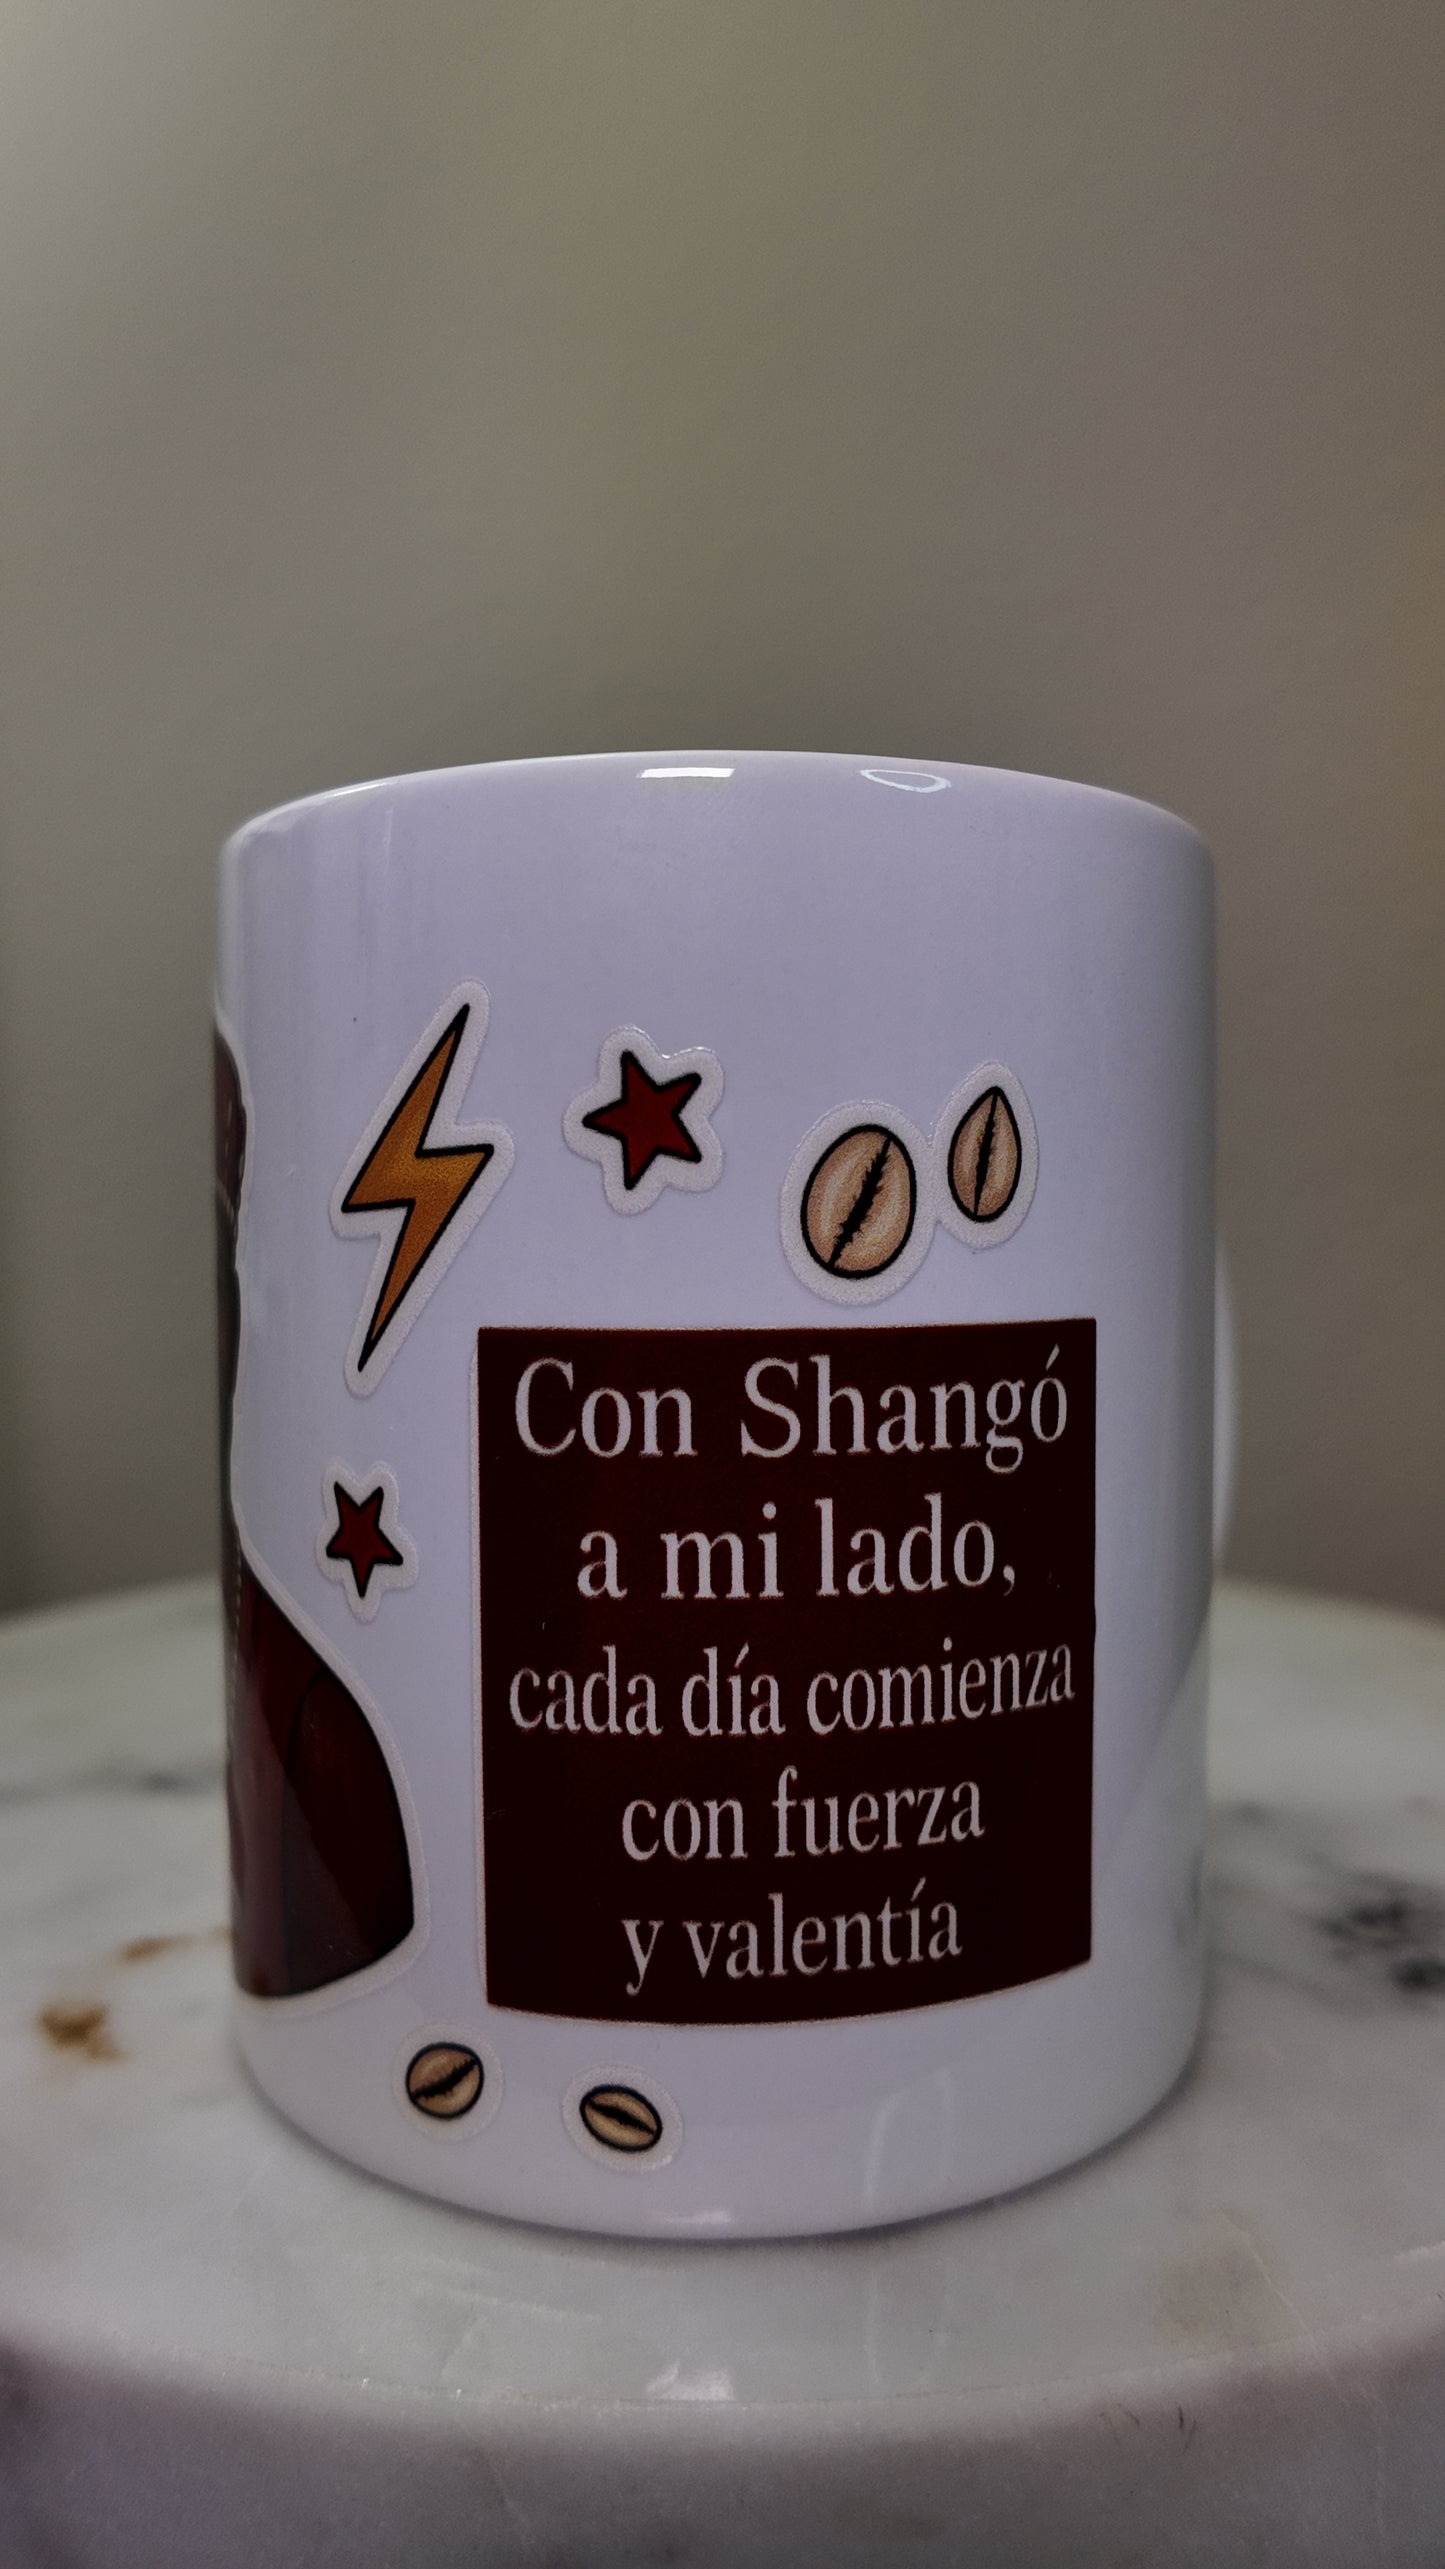 Con Shangó
a mi lado,
cada día comienza
con fuerza
y valentía